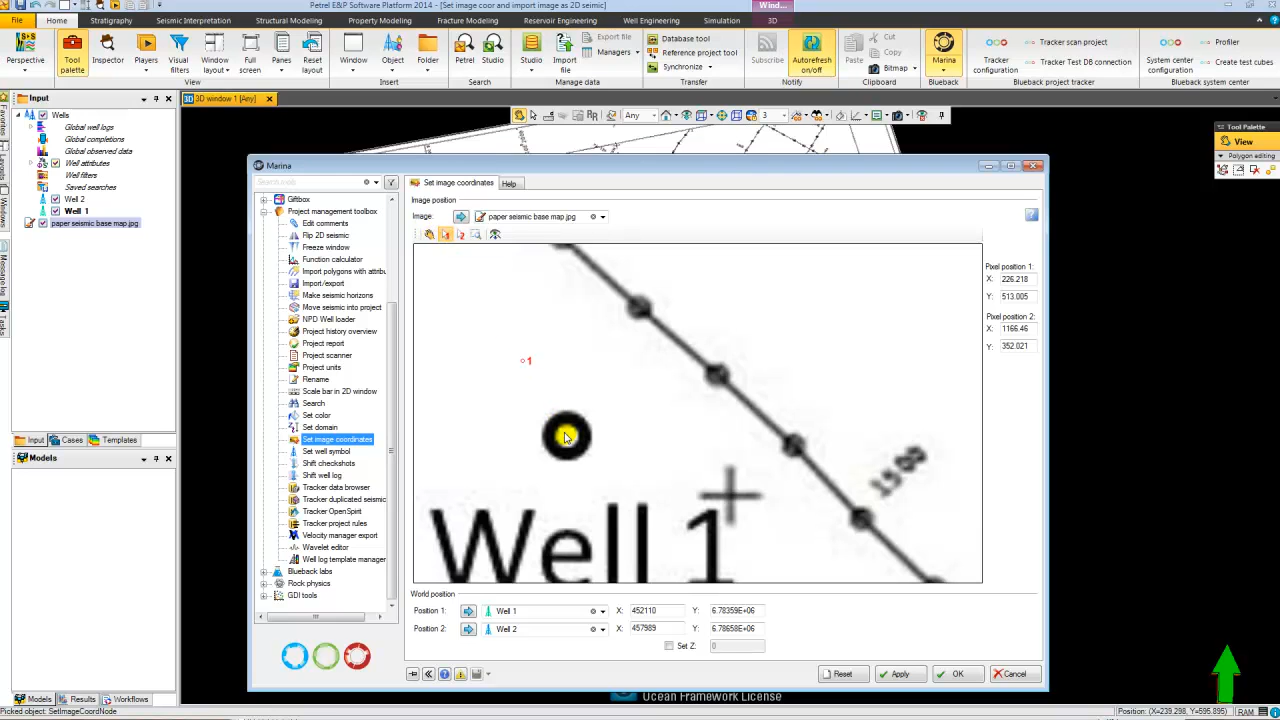 Petrel E&P Software Platform 2014 - [Set image coor and import image as 2D seimic]
Wind...
File
Home
Stratigraphy
Seismic Interpretation
Structural Modeling
Property Modeling
Fracture Modeling
Reservoir Engineering
Well Engineering
Simulation
3D
Perspective
Tool palette
Inspector
Players
Visual filters
Window layout
Full screen
Panes
Reset layout
View
Window
Object
Folder
Insert
Petrel
Studio
Search
Studio
Import file
Export file
Managers
Manage data
Database tool
Reference project tool
Synchronize
Transfer
Subscribe
Autorefresh on/off
Notify
Paste
Cut
Copy
Bitmap
Clipboard
Marina
Blueback
Tracker configuration
Tracker scan project
Tracker Test DB connection
Blueback project tracker
System center configuration
Profiler
Create test cubes
Blueback system center
Input
Wells
Global well logs
Global completions
Global observed data
Well attributes
Well filters
Saved searches
Well 2
Well 1
paper seismic base map.jpg
Input
Cases
Templates
Models
Models
Results
Workflows
3D window 1 [Any]
Any
3
Tool Palette
View
Polygon editing
Marina
Search tools
Giftbox
Project management toolbox
Edit comments
Flip 2D seismic
Freeze window
Function calculator
Import polygons with attribu
Import/export
Make seismic horizons
Move seismic into project
NPD Well loader
Project history overview
Project report
Project scanner
Project units
Rename
Scale bar in 2D window
Search
Set color
Set domain
Set image coordinates
Set well symbol
Shift checkshots
Shift well log
Tracker data browser
Tracker duplicated seismic
Tracker OpenSpirit
Tracker project rules
Velocity manager export
Wavelet editor
Well log template manager
Blueback labs
Rock physics
GDI tools
Set image coordinates
Help
Image position
Image:
paper seismic base map.jpg
1
2
1
Well 1
1500
Pixel position 1:
X: 226.218
Y: 513.005
Pixel position 2:
X: 1166.46
Y: 352.021
World position
Position 1:
Well 1
X: 452110
Y: 6.78359E+06
Position 2:
Well 2
X: 457989
Y: 6.78658E+06
Set Z:
0
Reset
Apply
OK
Cancel
Ocean Framework License
Picked object: SetImageCoordNode
Position: (X=239.298, Y=595.895)
RAM